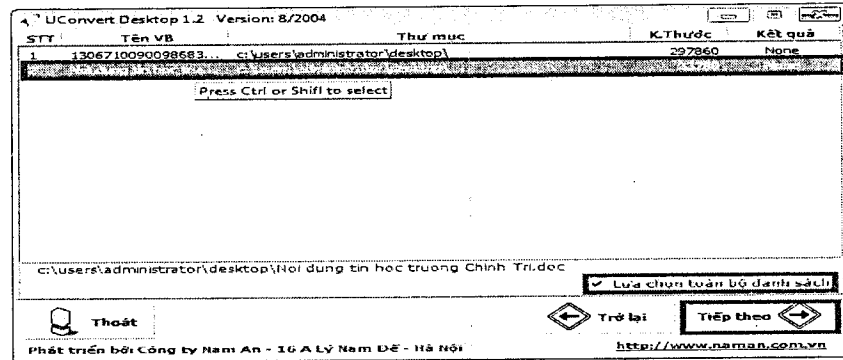 UConvert Desktop 1.2 Version: 8/2004
STT Tên VB Thư mục K.Thước Kết quả
1 1306710090098683... c:\users\administrator\desktop\ 297860 None
Press Ctrl or Shifl to select
c:\users\administrator\desktop\Noi dung tin hoc truong Chinh Tri.doc
Lựa chọn toàn bộ danh sách
Thoát Trở lại Tiếp theo
Phát triển bởi Công ty Nam An - 16 A Lý Nam Đế - Hà Nội http://www.naman.com.vn